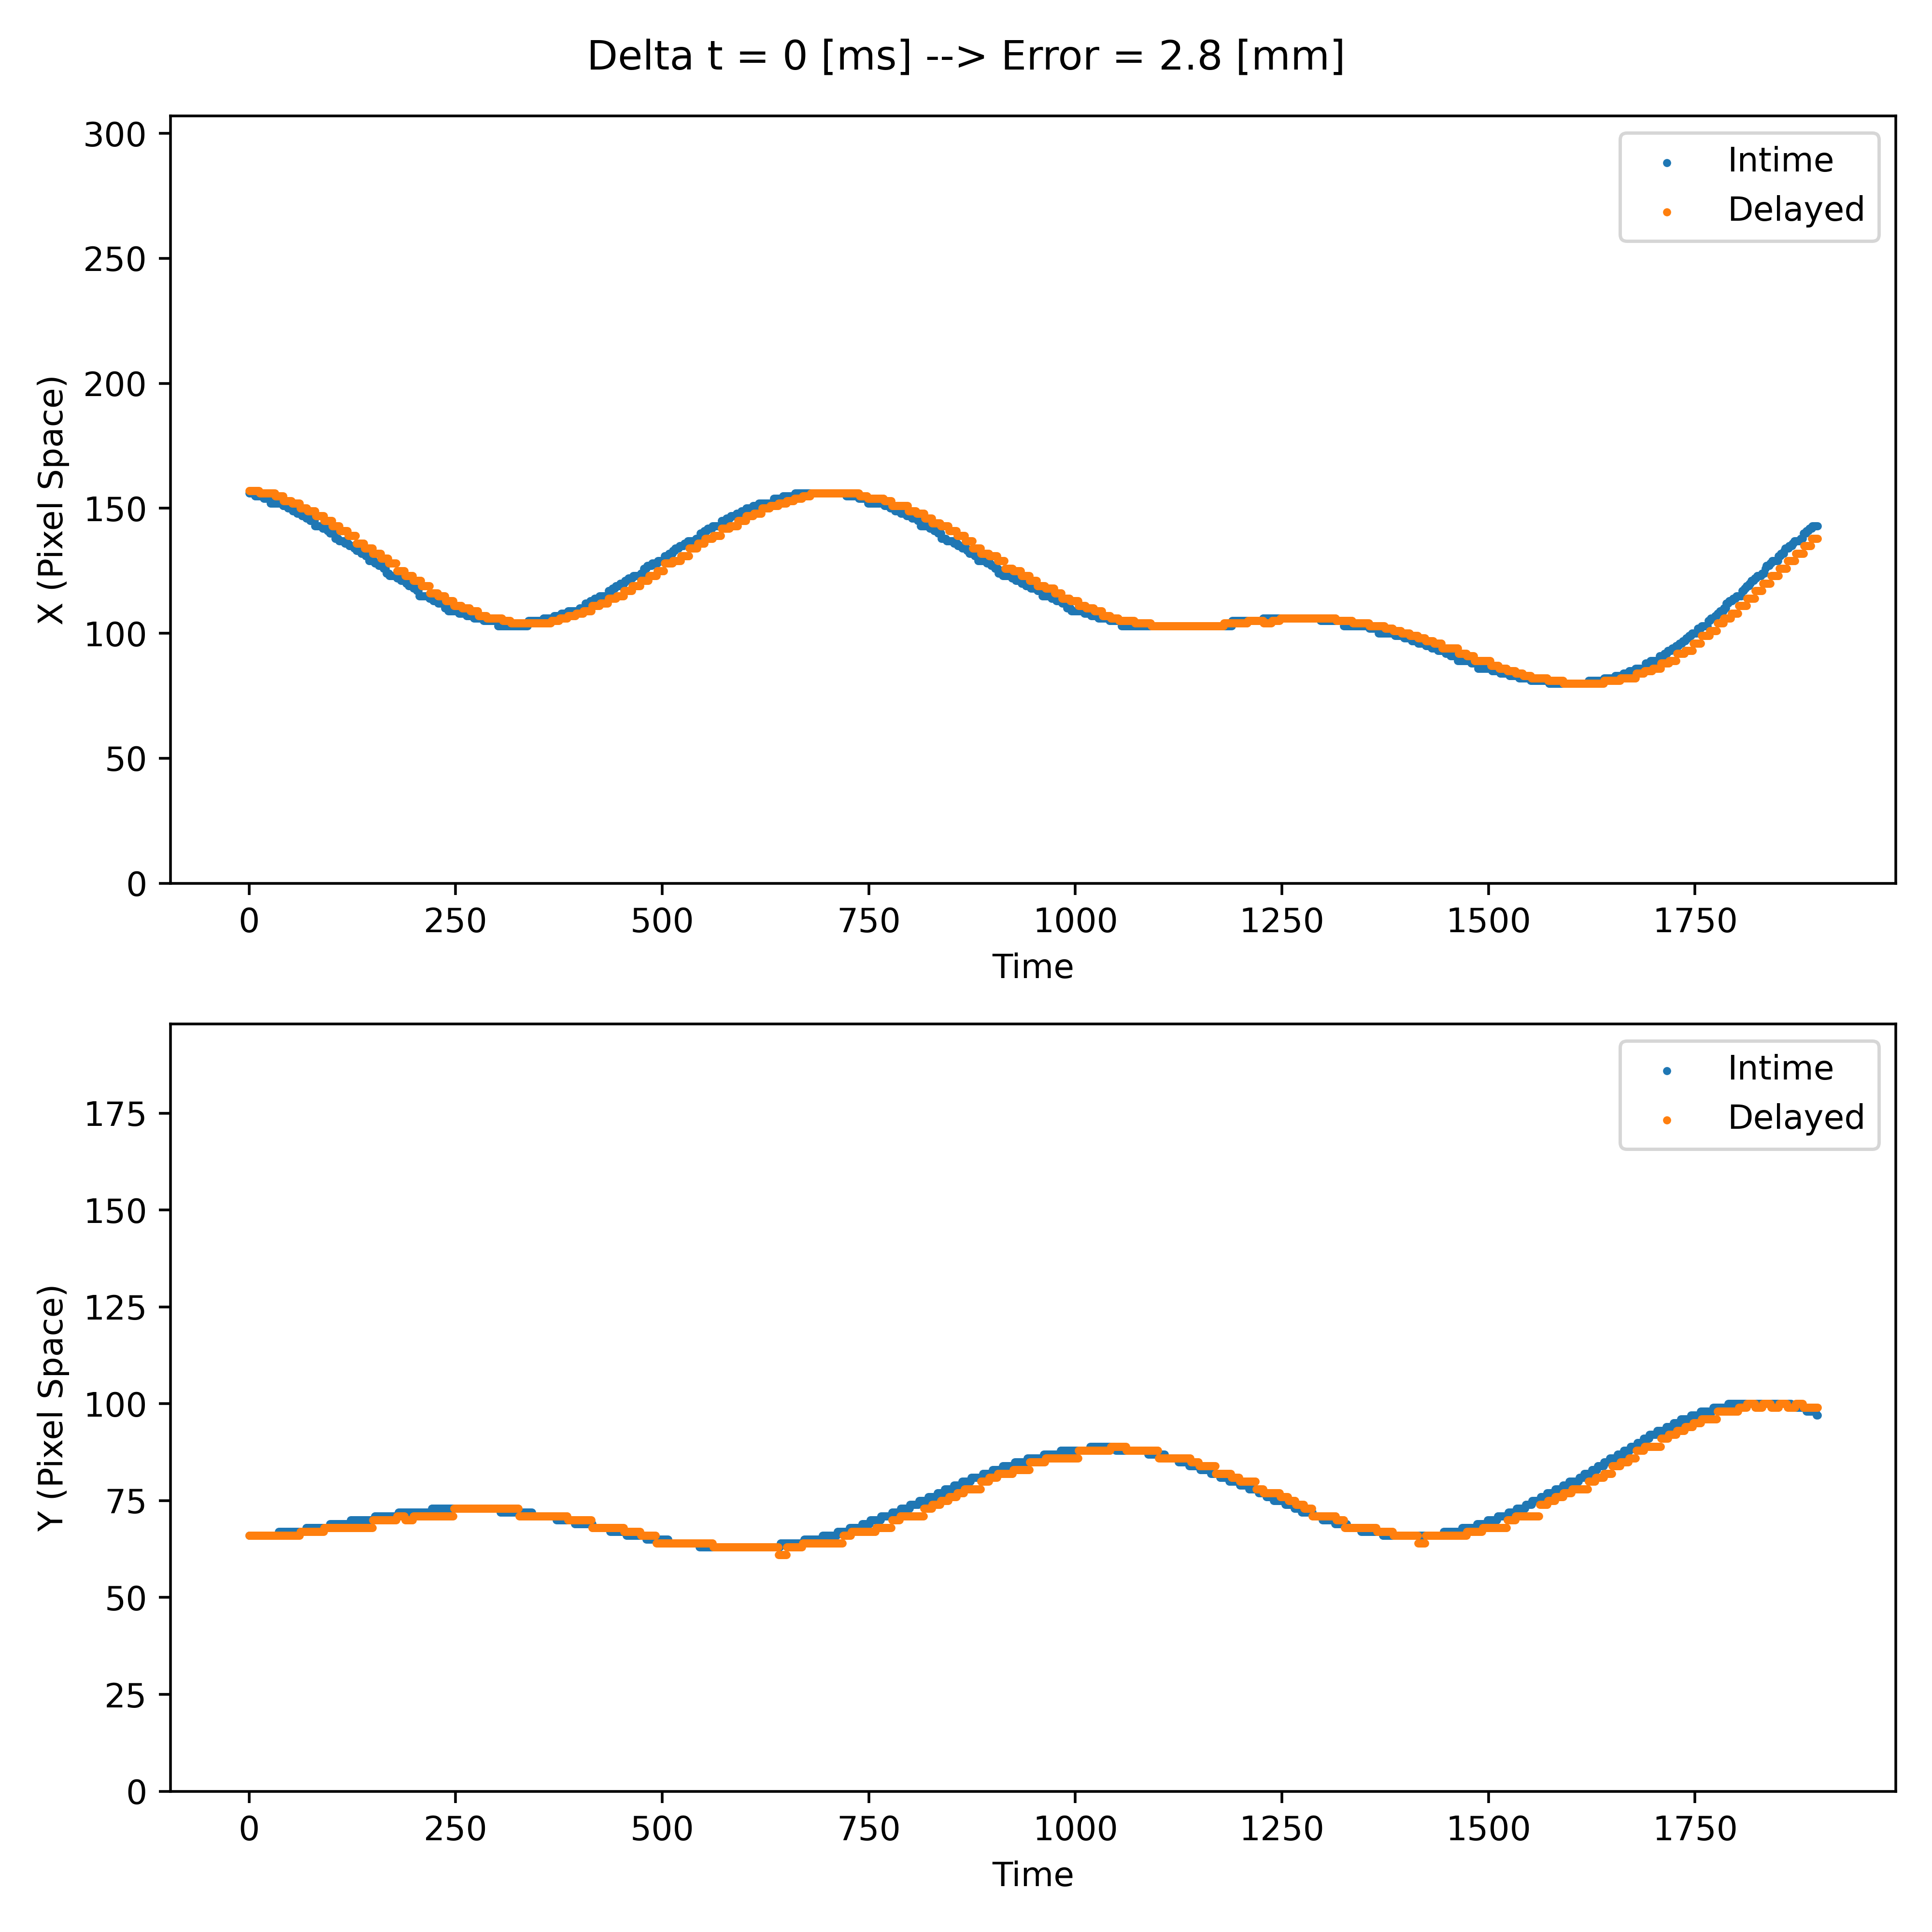 Delta t = 0 [ms] --> Error = 2.8 [mm]
300
250
200
150
100
50
0
X (Pixel Space)
Intime
Delayed
0 250 500 750 1000 1250 1500 1750
Time
175
150
125
100
75
50
25
0
Y (Pixel Space)
Intime
Delayed
0 250 500 750 1000 1250 1500 1750
Time